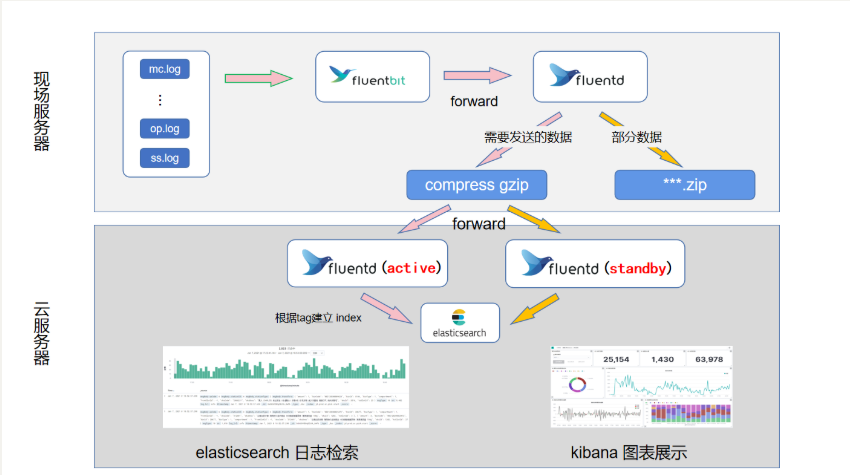 现场服务器
mc.log
op.log
ss.log
fluentbit
forward
fluentd
需要发送的数据
部分数据
compress gzip
***.zip
forward
云服务器
fluentd (active)
fluentd (standby)
根据tag建立 index
elasticsearch
25,154
1,430
63,978
elasticsearch 日志检索
kibana 图表展示